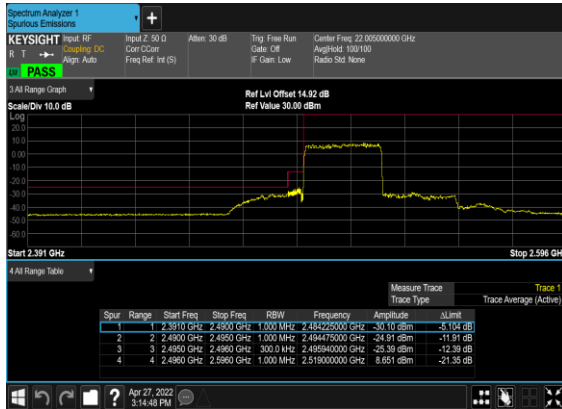 Spectrum Analyzer 1
Spurious Emissions
KEYSIGHT Input: RF Input Z: 50 Ω Atten: 30 dB Trig: Free Run Center Freq: 22.005000000 GHz
R T Coupling: DC Corr CCorr Gate: Off Avg|Hold: 100/100
Align: Auto Freq Ref: Int (S) IF Gain: Low Radio Std: None
PASS
3 All Range Graph
Ref Lvl Offset 14.92 dB
Scale/Div 10.0 dB Ref Value 30.00 dBm
Log
20.0
10.0
0.00
-10.0
-20.0
-30.0
-40.0
-50.0
-60.0
Start 2.391 GHz Stop 2.596 GHz
4 All Range Table
Measure Trace Trace 1
Trace Type Trace Average (Active)
Spur Range Start Freq Stop Freq RBW Frequency Amplitude ΔLimit
1 1 2.3910 GHz 2.4900 GHz 1.000 MHz 2.484225000 GHz -30.10 dBm -5.104 dB
2 2 2.4900 GHz 2.4950 GHz 1.000 MHz 2.494475000 GHz -24.91 dBm -11.91 dB
3 3 2.4950 GHz 2.4960 GHz 300.0 kHz 2.495940000 GHz -25.39 dBm -12.39 dB
4 4 2.4960 GHz 2.5960 GHz 1.000 MHz 2.519000000 GHz 8.651 dBm -21.35 dB
Apr 27, 2022
3:14:48 PM